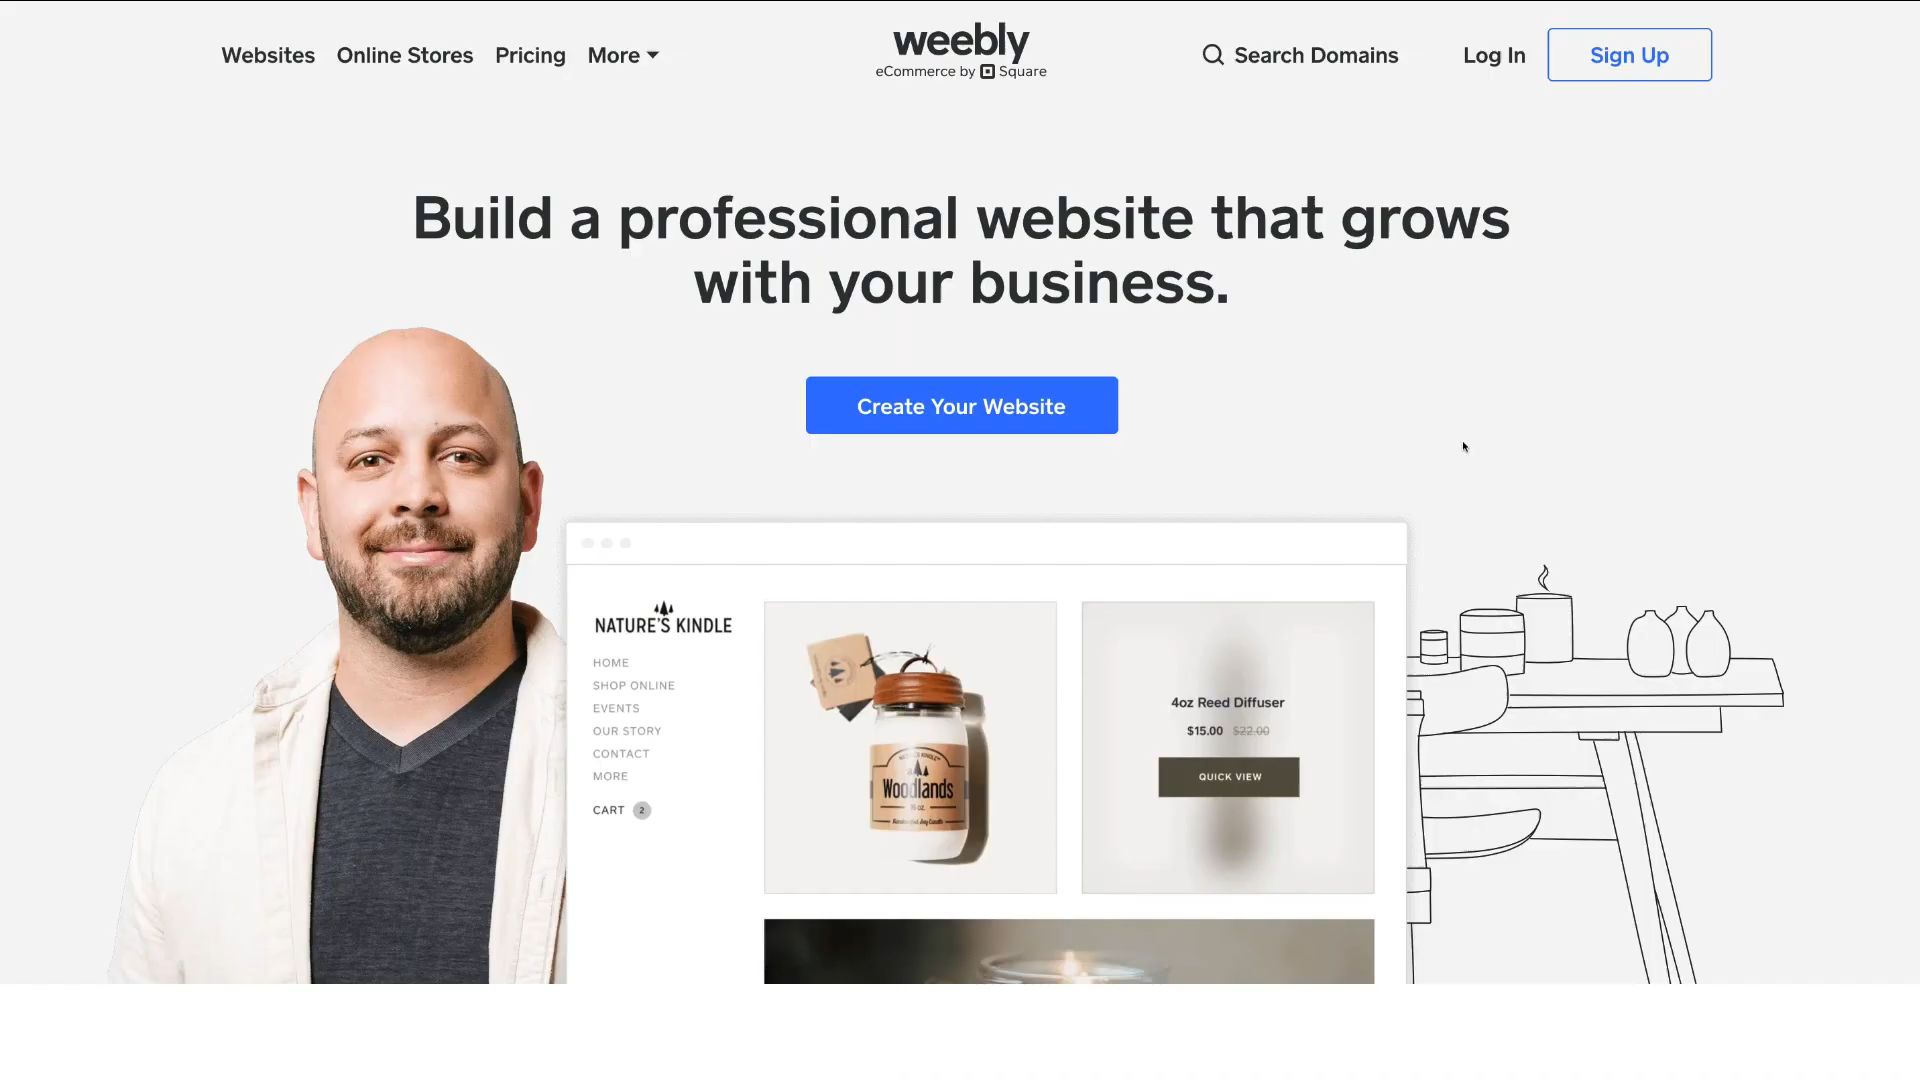 Websites
Online Stores
Pricing
More
weebly
eCommerce by Square
Search Domains
Log In
Sign Up
Build a professional website that grows
with your business.
Create Your Website
NATURE'S KINDLE
HOME
SHOP ONLINE
EVENTS
OUR STORY
CONTACT
MORE
CART 2
Woodlands
4oz Reed Diffuser
$15.00 $22.00
QUICK VIEW